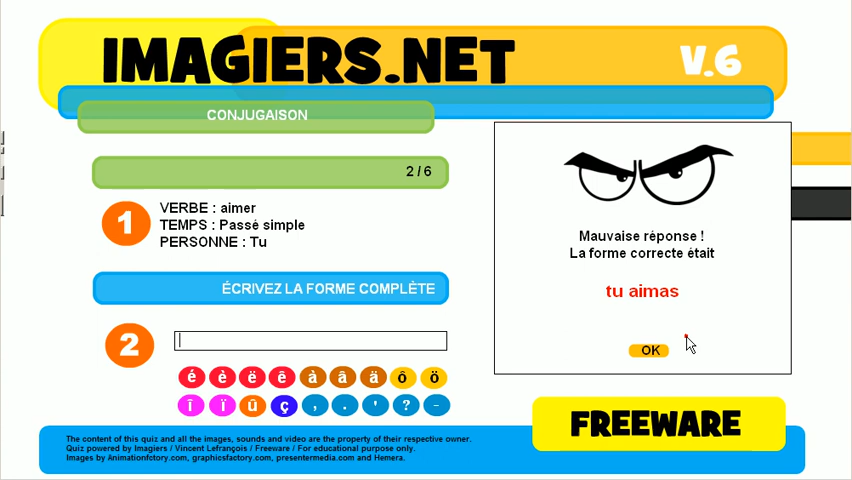 IMAGIERS.NET
V.6
CONJUGAISON
2 / 6
1
VERBE : aimer
TEMPS : Passé simple
PERSONNE : Tu
Mauvaise réponse !
La forme correcte était
tu aimas
OK
ÉCRIVEZ LA FORME COMPLÈTE
2
é è ë ê à â ä ô ö
î ï û ç , . ' ? -
FREEWARE
The content of this quiz and all the images, sounds and video are the property of their respective owner.
Quiz powered by Imagiers / Vincent Lefrançois / Freeware / For educational purpose only.
Images by Animationfctory.com, graphicsfactory.com, presentermedia.com and Hemera.